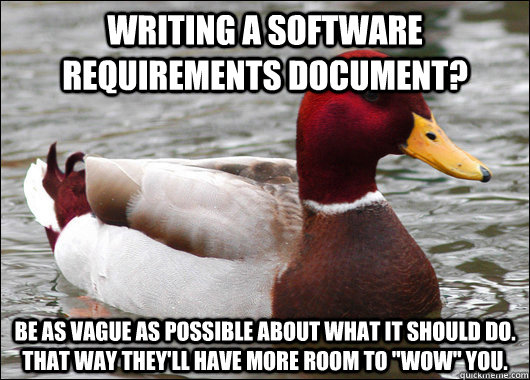 WRITING A SOFTWARE
REQUIREMENTS DOCUMENT?
BE AS VAGUE AS POSSIBLE ABOUT WHAT IT SHOULD DO.
THAT WAY THEY'LL HAVE MORE ROOM TO "WOW" YOU.
quickmeme.com